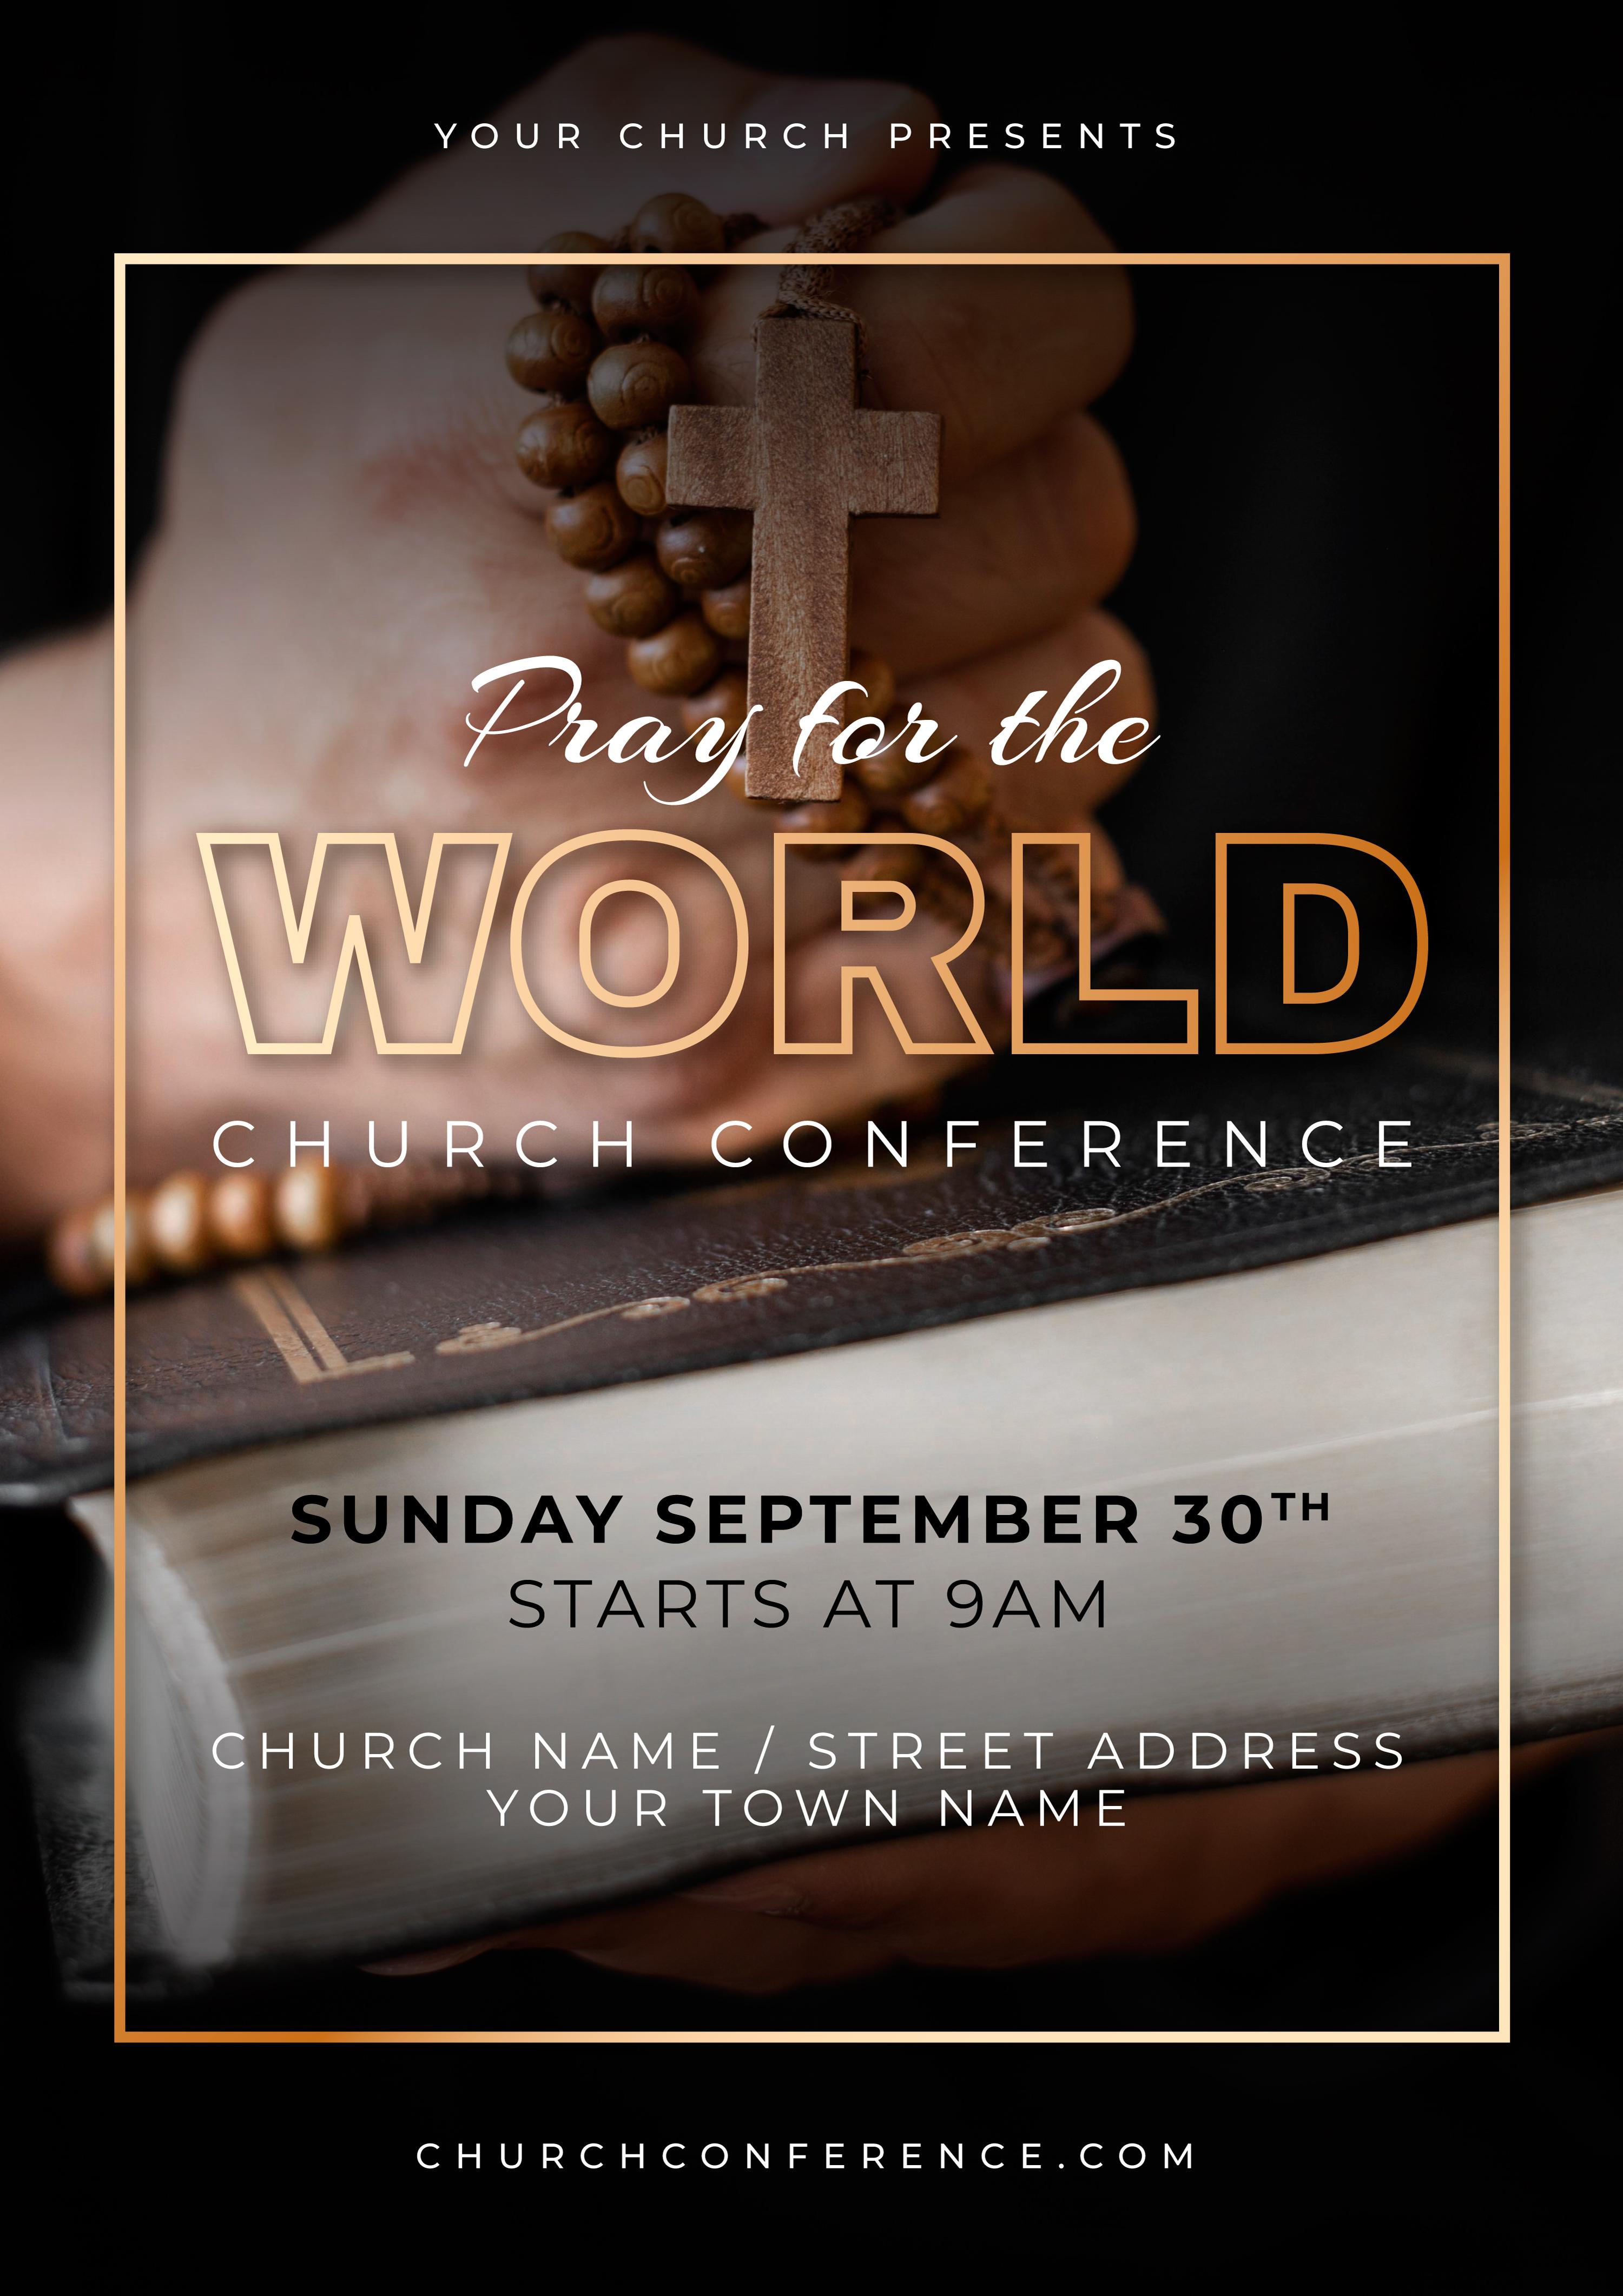 YOUR CHURCH PRESENTS
Pray for the
WORLD
CHURCH CONFERENCE
SUNDAY SEPTEMBER 30TH
STARTS AT 9AM
CHURCH NAME / STREET ADDRESS
YOUR TOWN NAME
CHURCHCONFERENCE.COM